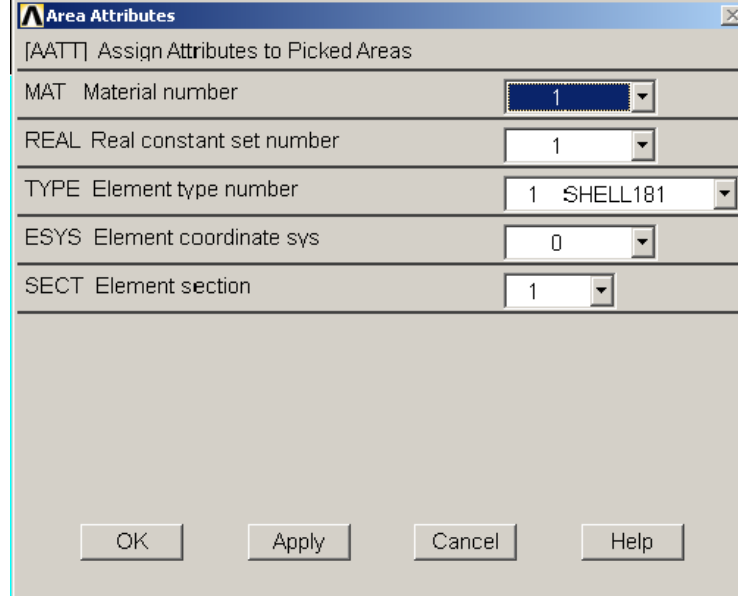 Area Attributes
[AATT] Assign Attributes to Picked Areas
MAT Material number 1
REAL Real constant set number 1
TYPE Element type number 1 SHELL181
ESYS Element coordinate sys 0
SECT Element section 1
OK Apply Cancel Help